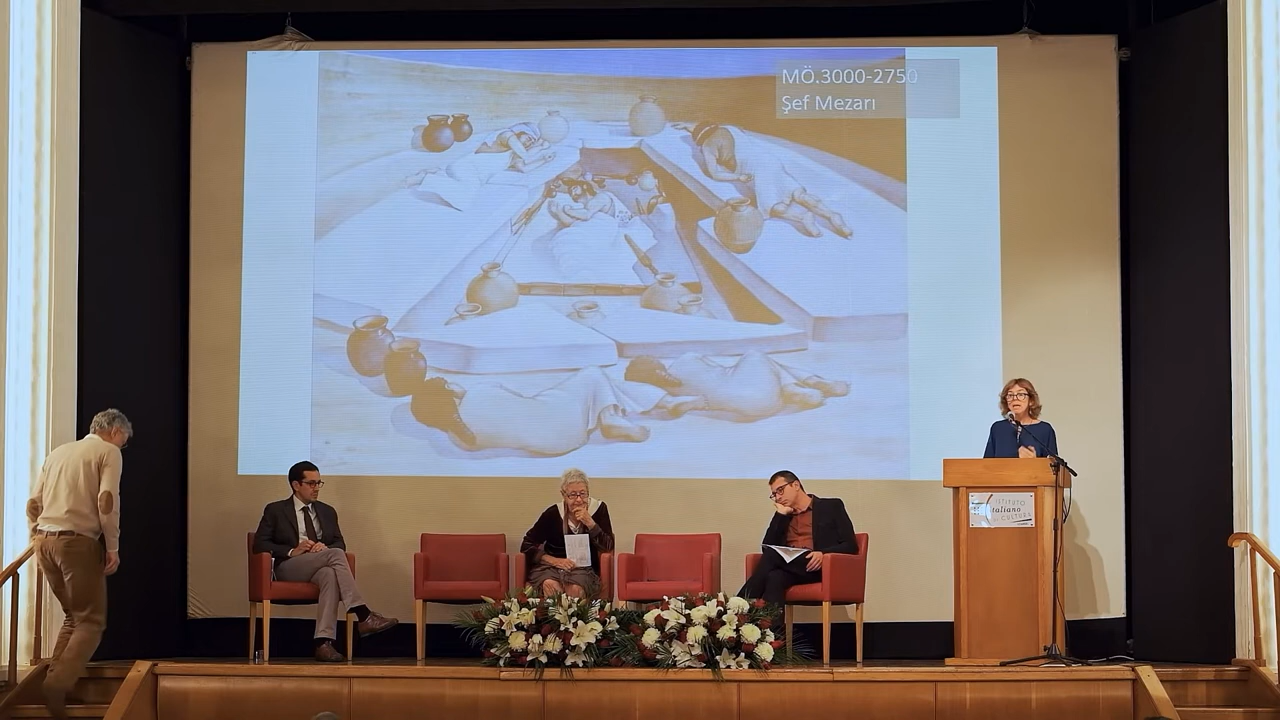 MÖ.3000-2750
Şef Mezarı
ISTITUTO
italiano
CULTURA